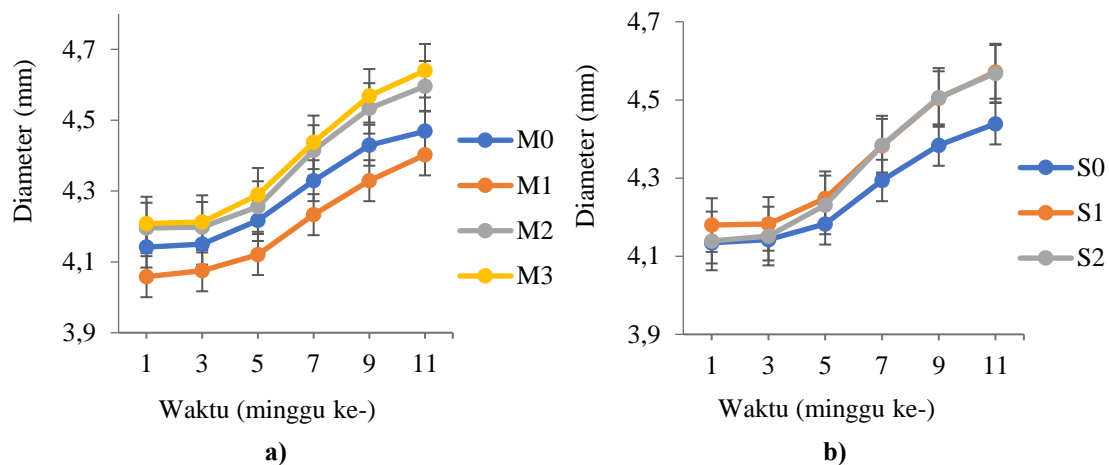 Diameter (mm)
4,7
4,5
4,3
4,1
3,9
1 3 5 7 9 11
Waktu (minggu ke-)
M0
M1
M2
M3
a)
Diameter (mm)
4,7
4,5
4,3
4,1
3,9
1 3 5 7 9 11
Waktu (minggu ke-)
S0
S1
S2
b)